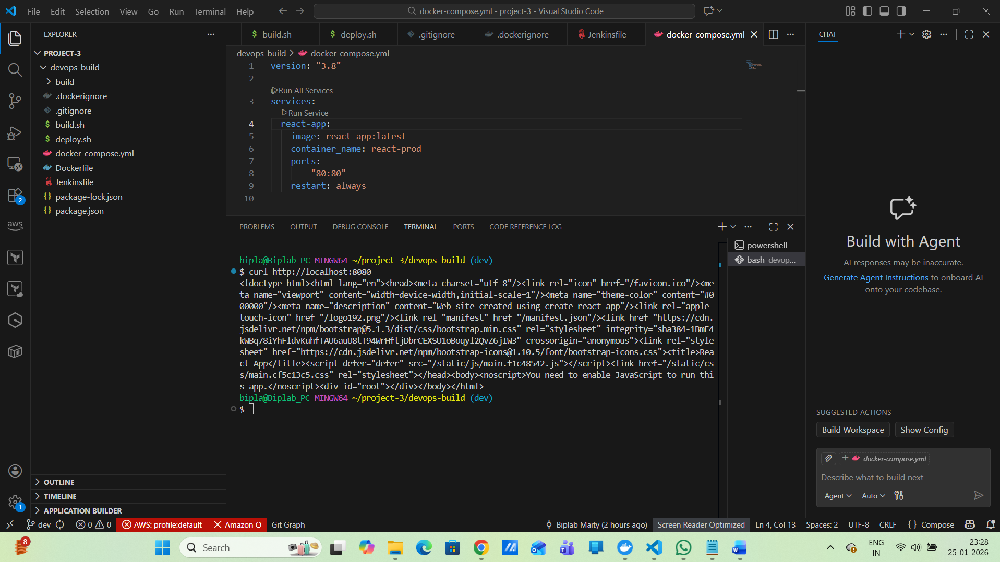 File Edit Selection View Go Run Terminal Help
docker-compose.yml - project-3 - Visual Studio Code
EXPLORER
PROJECT-3
devops-build
build
.dockerignore
.gitignore
build.sh
deploy.sh
docker-compose.yml
Dockerfile
Jenkinsfile
package-lock.json
package.json
2
aws
1
OUTLINE
TIMELINE
APPLICATION BUILDER
build.sh deploy.sh .gitignore .dockerignore Jenkinsfile docker-compose.yml
devops-build > docker-compose.yml
1 version: "3.8"
2
Run All Services
3 services:
Run Service
4 react-app:
5 image: react-app:latest
6 container_name: react-prod
7 ports:
8 - "80:80"
9 restart: always
10
PROBLEMS OUTPUT DEBUG CONSOLE TERMINAL PORTS CODE REFERENCE LOG
powershell
bash devop...
bipla@Biplab_PC MINGW64 ~/project-3/devops-build (dev)
$ curl http://localhost:8080
<!doctype html><html lang="en"><head><meta charset="utf-8"/><link rel="icon" href="/favicon.ico"/><me
ta name="viewport" content="width=device-width,initial-scale=1"/><meta name="theme-color" content="#0
00000"/><meta name="description" content="Web site created using create-react-app"/><link rel="apple-
touch-icon" href="/logo192.png"/><link rel="manifest" href="/manifest.json"/><link href="https://cdn.
jsdelivr.net/npm/bootstrap@5.1.3/dist/css/bootstrap.min.css" rel="stylesheet" integrity="sha384-1BmE4
kWBq78iYhFldvKuhfTAU6auU8tT94WrHftjDbrCEXSU1oBoqyl2QvZ6jIW3" crossorigin="anonymous"><link rel="style
sheet" href="https://cdn.jsdelivr.net/npm/bootstrap-icons@1.10.5/font/bootstrap-icons.css"><title>Rea
ct App</title><script defer="defer" src="/static/js/main.f1c48542.js"></script><link href="/static/cs
s/main.cf5c13c5.css" rel="stylesheet"></head><body><noscript>You need to enable JavaScript to run thi
s app.</noscript><div id="root"></div></body></html>
bipla@Biplab_PC MINGW64 ~/project-3/devops-build (dev)
$
CHAT
Build with Agent
AI responses may be inaccurate.
Generate Agent Instructions to onboard AI
onto your codebase.
SUGGESTED ACTIONS
Build Workspace Show Config
docker-compose.yml
Describe what to build next
Agent Auto
dev 0 0 AWS: profile:default Amazon Q Git Graph Biplab Maity (2 hours ago) Screen Reader Optimized Ln 4, Col 13 Spaces: 2 UTF-8 CRLF {} Compose
8
Search
ENG
IN
23:28
25-01-2026